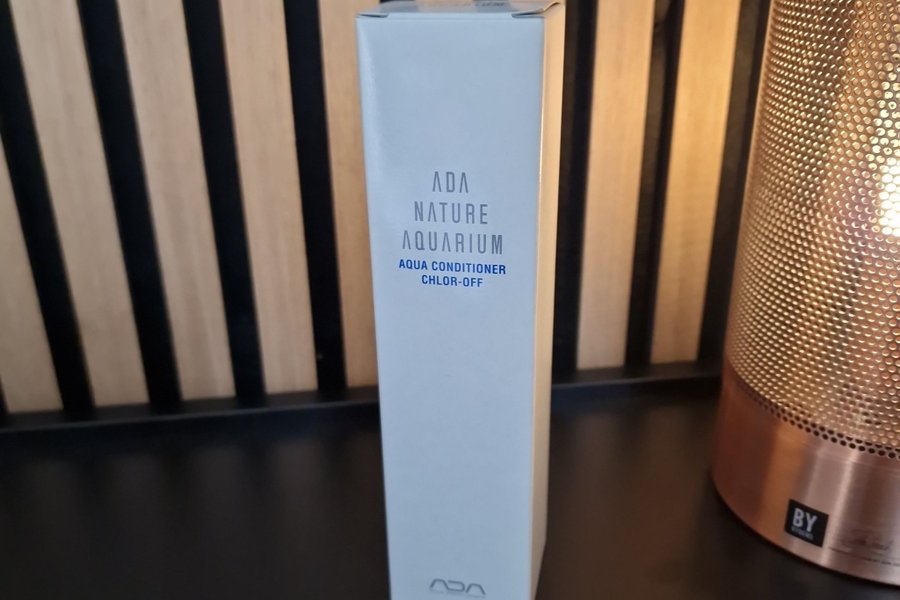 ADA
NATURE
AQUARIUM
AQUA CONDITIONER
CHLOR-OFF
ADA
BY